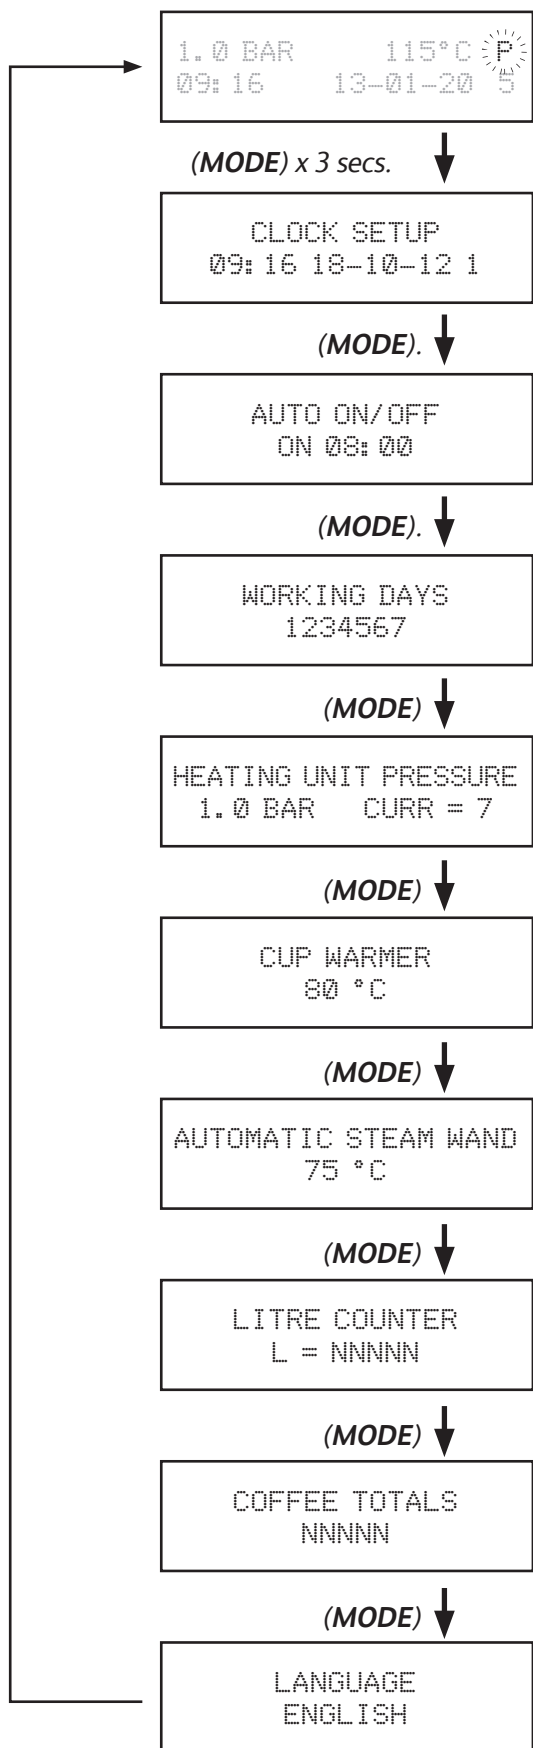 1.0 BAR 115°C P
09:16 13-01-20 5
(MODE) x 3 secs.
CLOCK SETUP
09:16 18-10-12 1
(MODE).
AUTO ON/OFF
ON 08:00
(MODE).
WORKING DAYS
1234567
(MODE)
HEATING UNIT PRESSURE
1.0 BAR CURR = 7
(MODE)
CUP WARMER
80 °C
(MODE)
AUTOMATIC STEAM WAND
75 °C
(MODE)
LITRE COUNTER
L = NNNNN
(MODE)
COFFEE TOTALS
NNNNN
(MODE)
LANGUAGE
ENGLISH